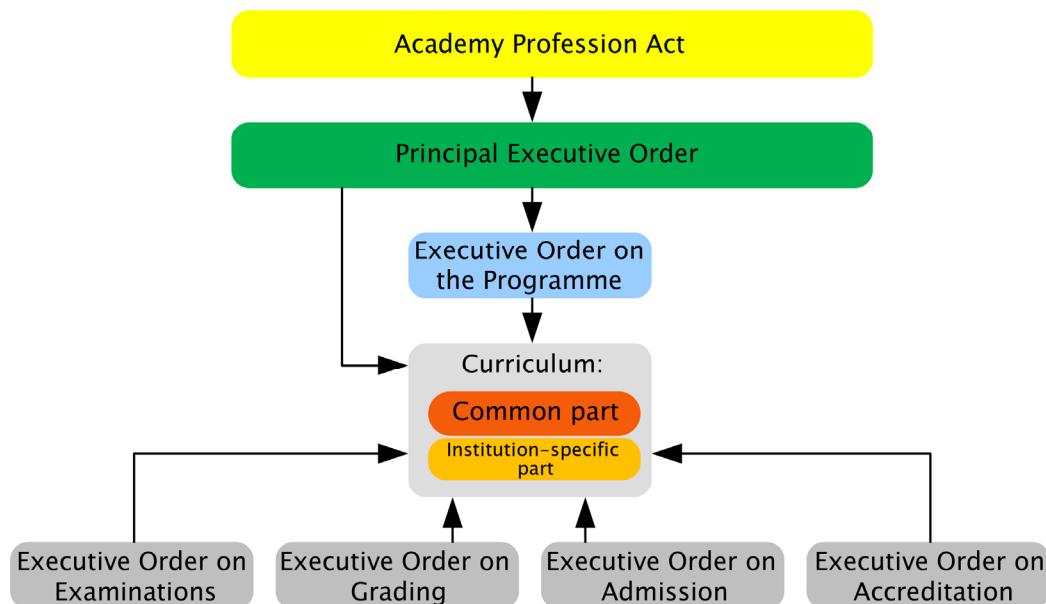 Academy Profession Act
Principal Executive Order
Executive Order on
the Programme
Curriculum:
Common part
Institution-specific
part
Executive Order on
Examinations
Executive Order on
Grading
Executive Order on
Admission
Executive Order on
Accreditation